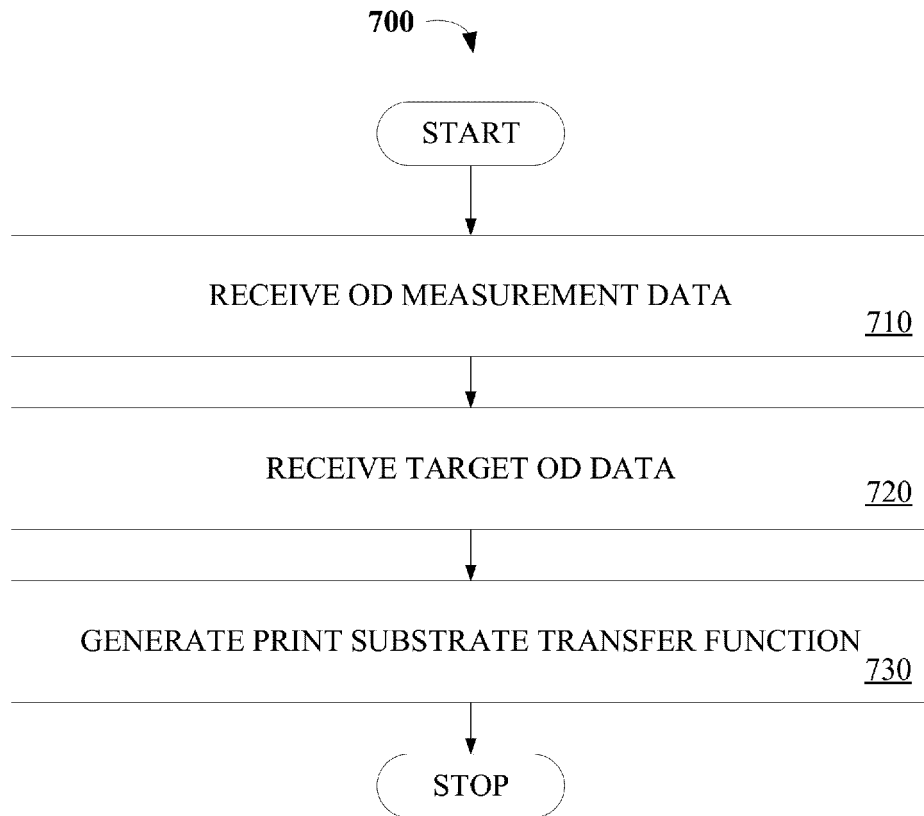 700
START
RECEIVE OD MEASUREMENT DATA
710
RECEIVE TARGET OD DATA
720
GENERATE PRINT SUBSTRATE TRANSFER FUNCTION
730
STOP